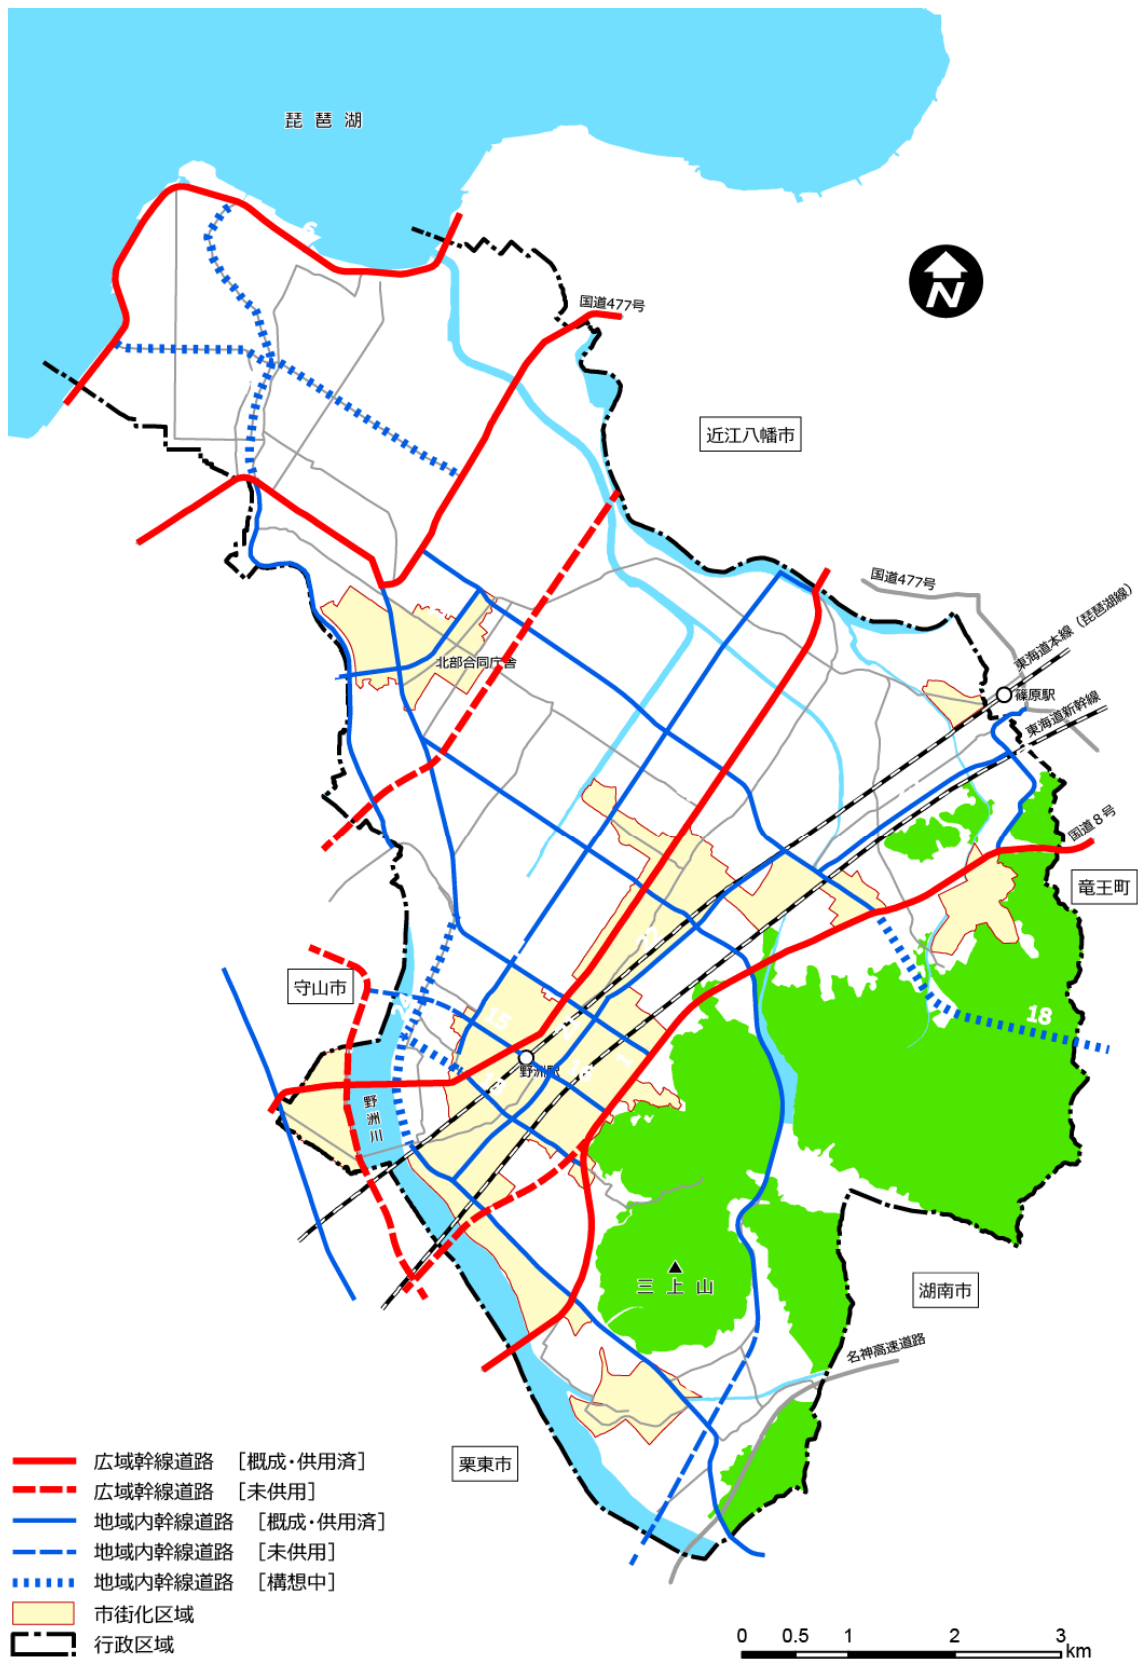 琵琶湖
6
国道477号
N
近江八幡市
国道477号
東海道本線（琵琶湖線）
北部合同庁舎
篠原駅
東海道新幹線
国道8号
竜王町
守山市
15
18
野洲駅
16
野洲川
三上山
湖南市
名神高速道路
栗東市
広域幹線道路 ［概成・供用済］
広域幹線道路 ［未供用］
地域内幹線道路 ［概成・供用済］
地域内幹線道路 ［未供用］
地域内幹線道路 ［構想中］
市街化区域
行政区域
0 0.5 1 2 3 km